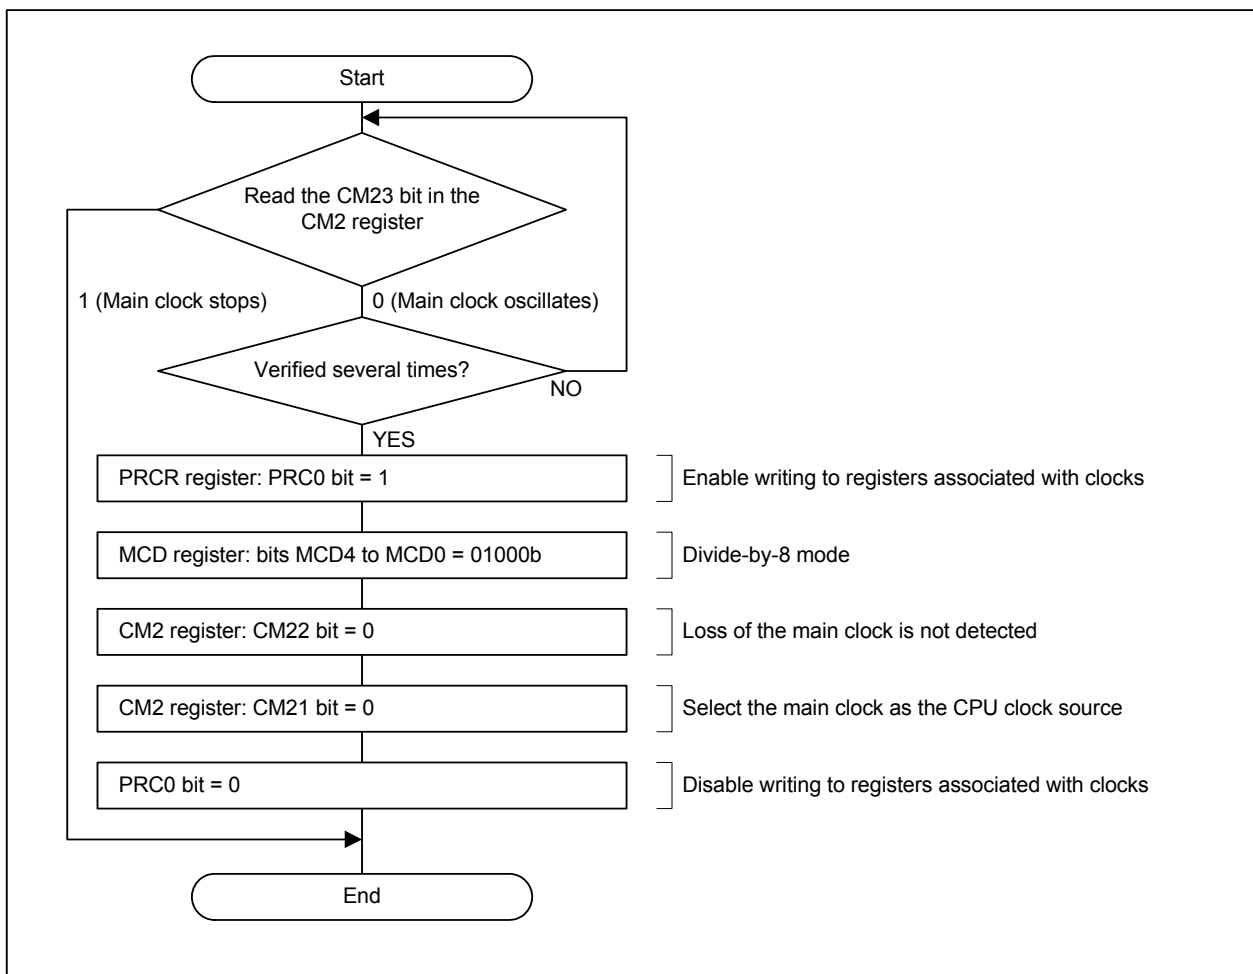 Start
Read the CM23 bit in the
CM2 register
1 (Main clock stops)
0 (Main clock oscillates)
Verified several times?
NO
YES
PRCR register: PRC0 bit = 1
Enable writing to registers associated with clocks
MCD register: bits MCD4 to MCD0 = 01000b
Divide-by-8 mode
CM2 register: CM22 bit = 0
Loss of the main clock is not detected
CM2 register: CM21 bit = 0
Select the main clock as the CPU clock source
PRC0 bit = 0
Disable writing to registers associated with clocks
End